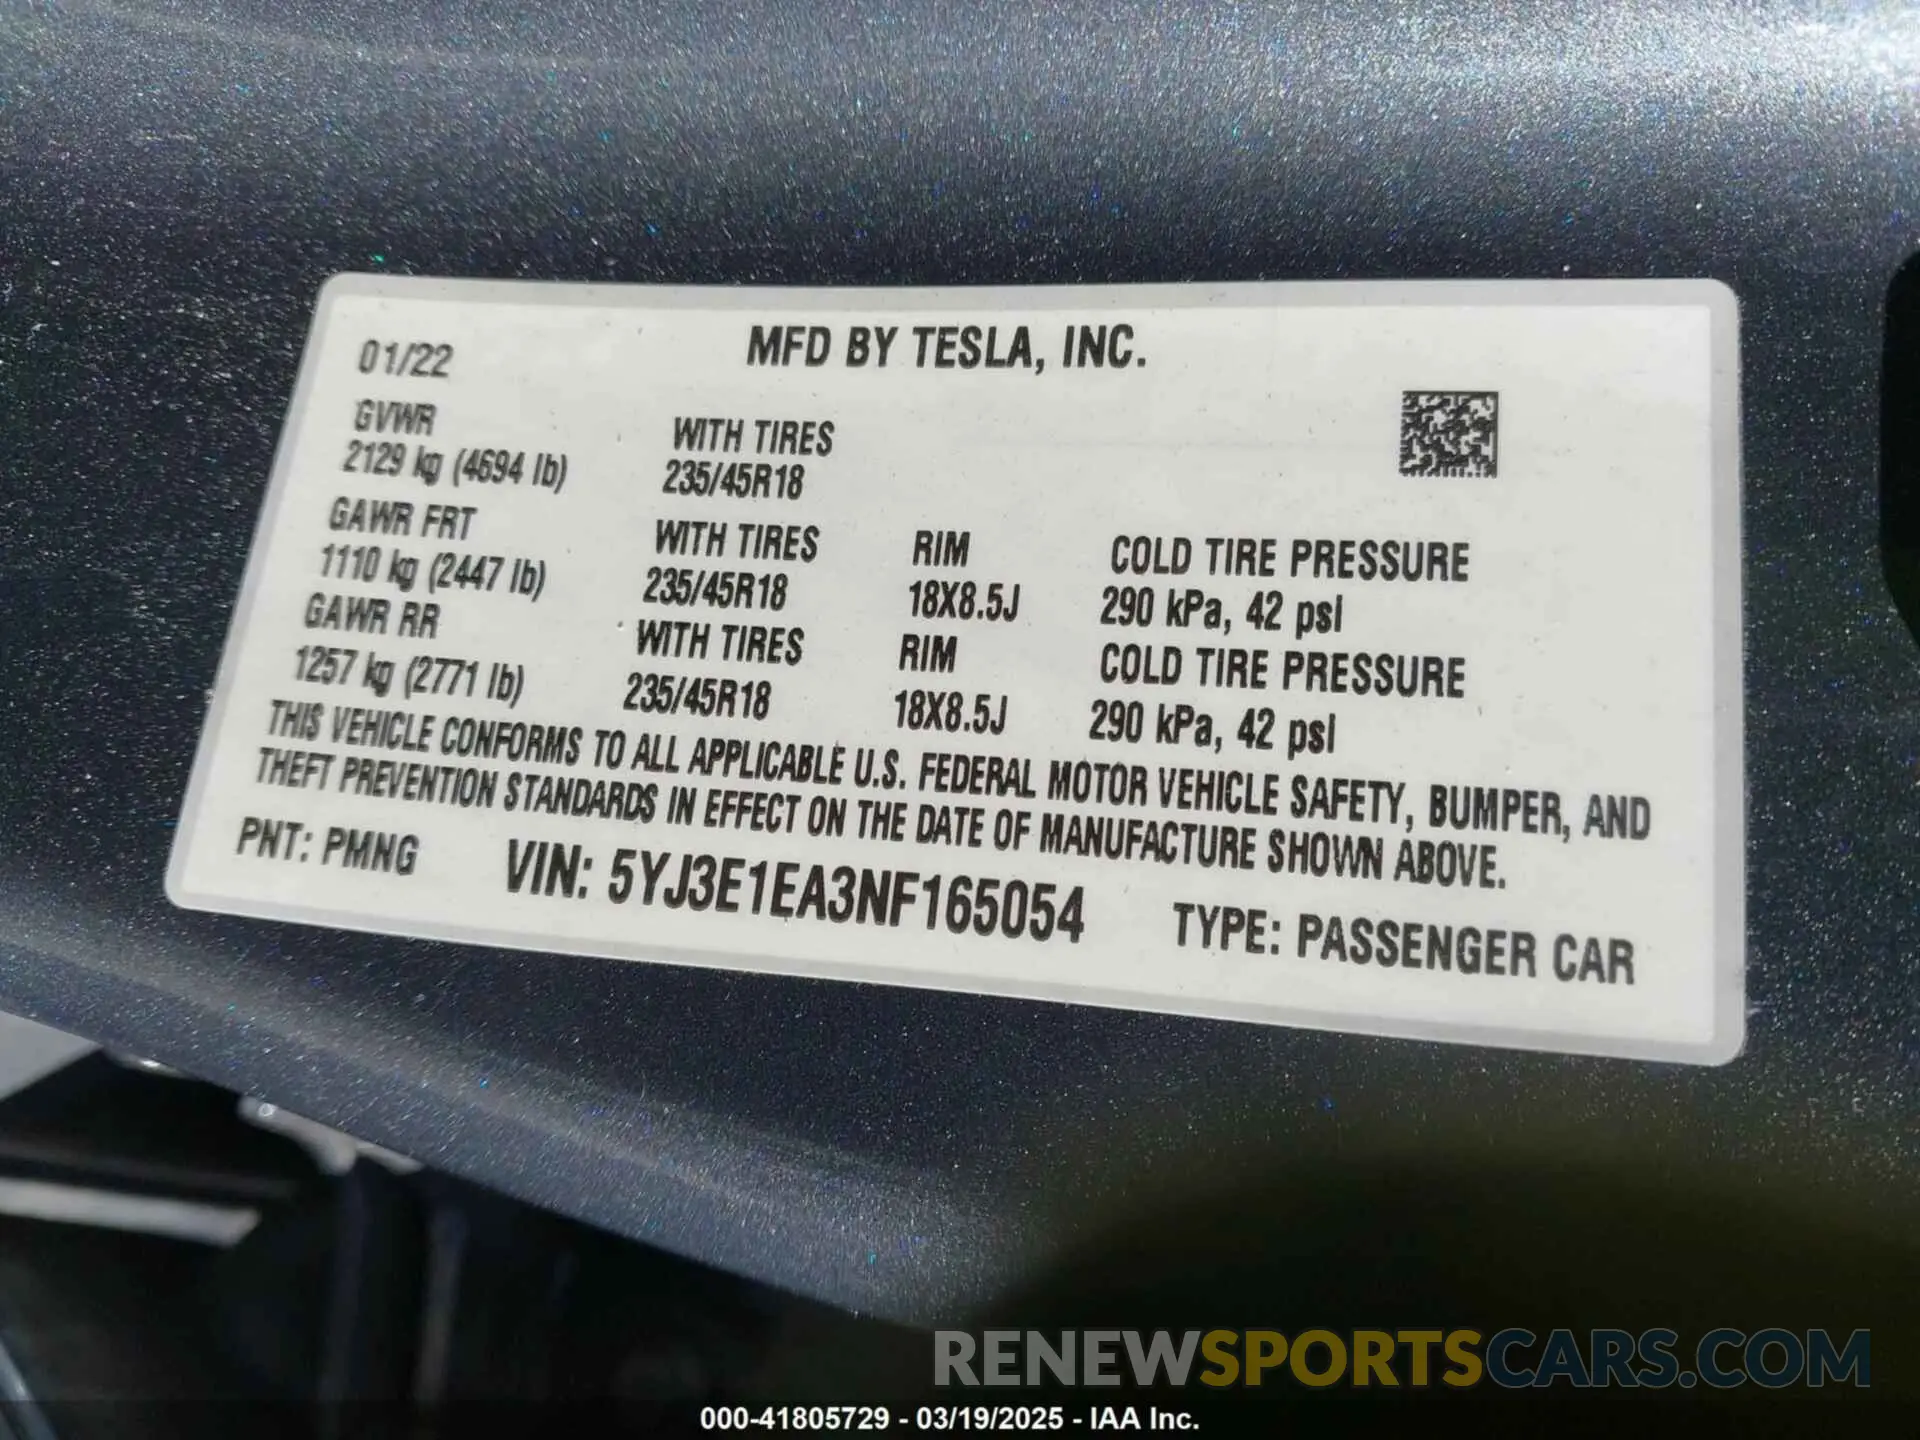 01/22 MFD BY TESLA, INC.
GVWR WITH TIRES
2129 kg (4694 lb) 235/45R18
GAWR FRT WITH TIRES RIM COLD TIRE PRESSURE
1110 kg (2447 lb) 235/45R18 18X8.5J 290 kPa, 42 psi
GAWR RR WITH TIRES RIM COLD TIRE PRESSURE
1257 kg (2771 lb) 235/45R18 18X8.5J 290 kPa, 42 psi
THIS VEHICLE CONFORMS TO ALL APPLICABLE U.S. FEDERAL MOTOR VEHICLE SAFETY, BUMPER, AND
THEFT PREVENTION STANDARDS IN EFFECT ON THE DATE OF MANUFACTURE SHOWN ABOVE.
PNT: PMNG VIN: 5YJ3E1EA3NF165054 TYPE: PASSENGER CAR
RENEWSPORTSCARS.COM
000-41805729 - 03/19/2025 - IAA Inc.